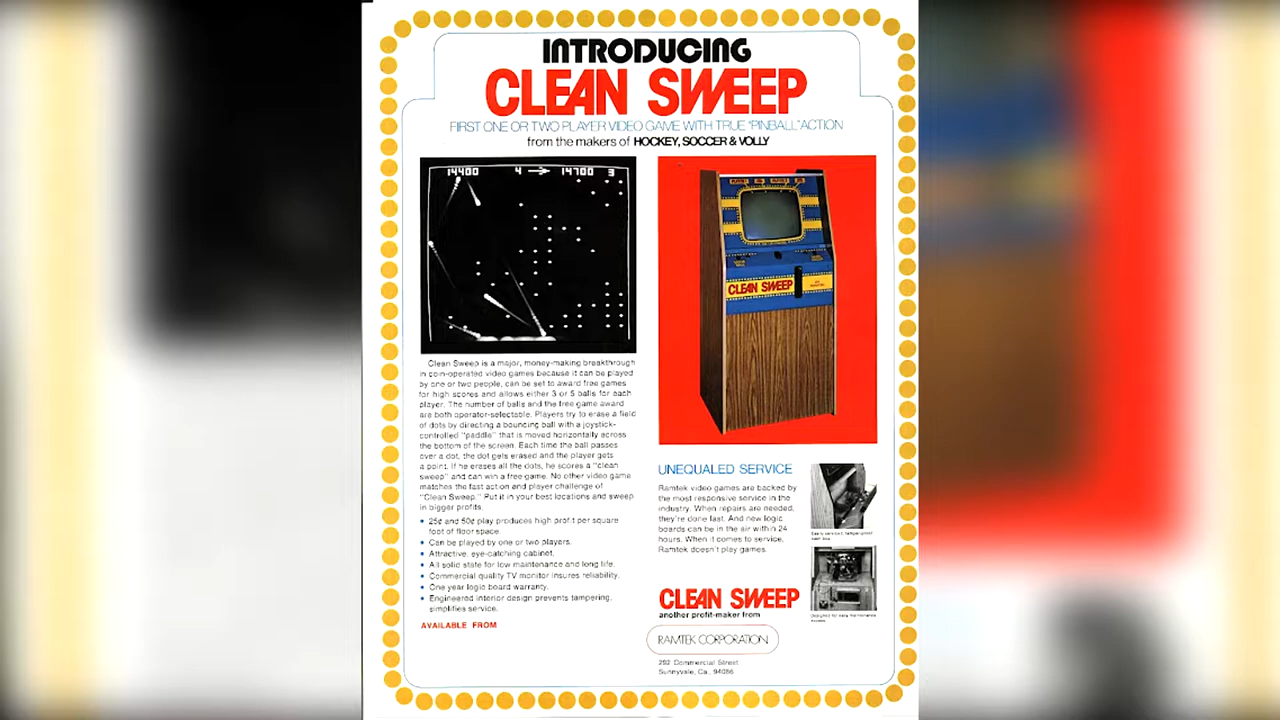 INTRODUCING
CLEAN SWEEP
FIRST ONE OR TWO PLAYER VIDEO GAME WITH TRUE "PINBALL" ACTION
from the makers of HOCKEY, SOCCER & VOLLY
14400 4 14700 3
CLEAN SWEEP
Clean Sweep is a major, money-making breakthrough
in coin-operated video games because it can be played
by one or two people, can be set to award free games
for high scores and allows either 3 or 5 balls for each
player. The number of balls and the free game award
are both operator-selectable. Players try to erase a field
of dots by directing a bouncing ball with a joystick-
controlled "paddle" that is moved horizontally across
the bottom of the screen. Each time the ball passes
over a dot, the dot gets erased and the player gets
a point. If he erases all the dots, he scores a "clean
sweep" and can win a free game. No other video game
matches the fast action and player challenge of
"Clean Sweep." Put it in your best locations and sweep
in bigger profits.
• 25¢ and 50¢ play produces high profit per square
foot of floor space.
• Can be played by one or two players.
• Attractive, eye-catching cabinet.
• All solid state for low maintenance and long life.
• Commercial quality TV monitor insures reliability.
• One year logic board warranty.
• Engineered interior design prevents tampering,
simplifies service.
AVAILABLE FROM
UNEQUALED SERVICE
Ramtek video games are backed by
the most responsive service in the
industry. When repairs are needed,
they're done fast. And new logic
boards can be in the air within 24
hours. When it comes to service,
Ramtek doesn't play games.
CLEAN SWEEP
another profit-maker from
RAMTEK CORPORATION
292 Commercial Street
Sunnyvale, Ca., 94086